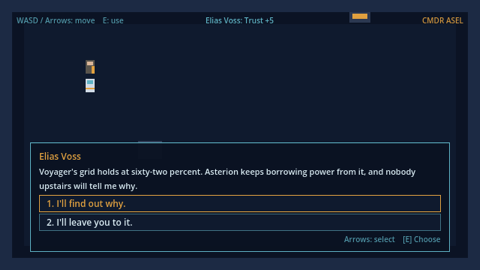 WASD / Arrows: move E: use
Elias Voss: Trust +5
CMDR ASEL
Elias Voss
Voyager's grid holds at sixty-two percent. Asterion keeps borrowing power from it, and nobody
upstairs will tell me why.
1. I'll find out why.
2. I'll leave you to it.
Arrows: select [E] Choose